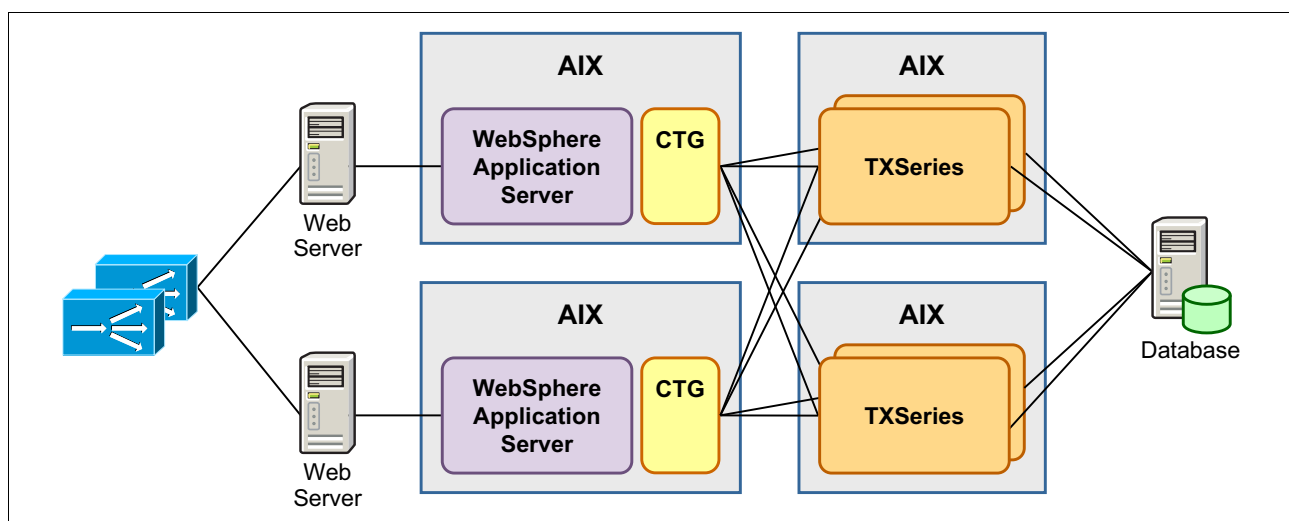 AIX
WebSphere
Application
Server
CTG
AIX
TXSeries
Web
Server
AIX
WebSphere
Application
Server
CTG
AIX
TXSeries
Database
Web
Server